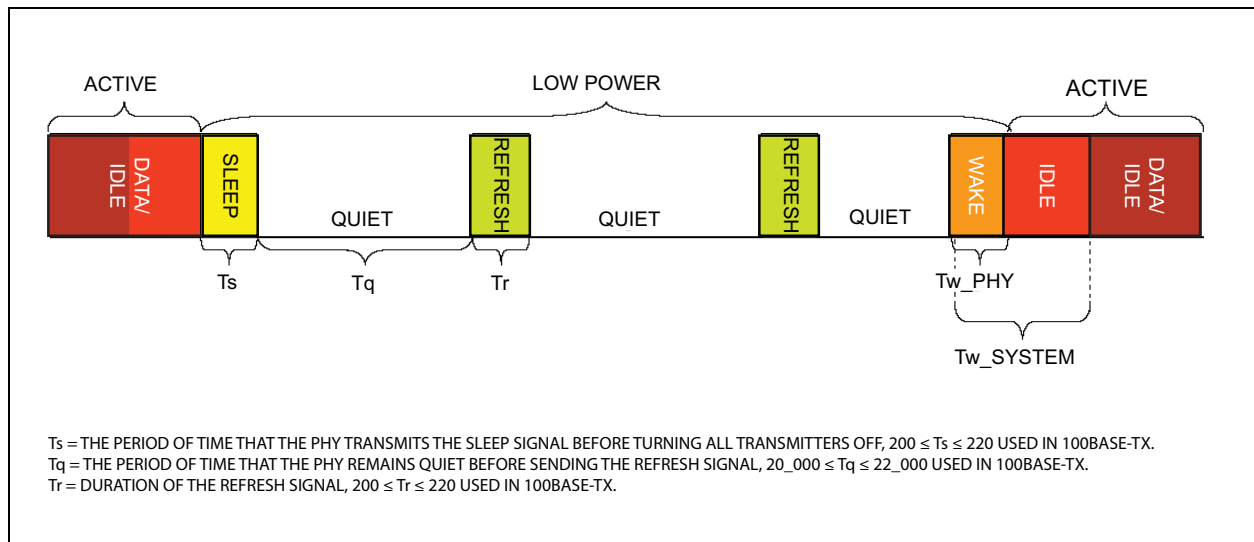 ACTIVE
LOW POWER
ACTIVE
DATA/
IDLE
SLEEP
QUIET
REFRESH
QUIET
REFRESH
QUIET
WAKE
IDLE
DATA/
IDLE
Ts
Tq
Tr
Tw_PHY
Tw_SYSTEM
Ts = THE PERIOD OF TIME THAT THE PHY TRANSMITS THE SLEEP SIGNAL BEFORE TURNING ALL TRANSMITTERS OFF, 200 ≤ Ts ≤ 220 USED IN 100BASE-TX.
Tq = THE PERIOD OF TIME THAT THE PHY REMAINS QUIET BEFORE SENDING THE REFRESH SIGNAL, 20_000 ≤ Tq ≤ 22_000 USED IN 100BASE-TX.
Tr = DURATION OF THE REFRESH SIGNAL, 200 ≤ Tr ≤ 220 USED IN 100BASE-TX.